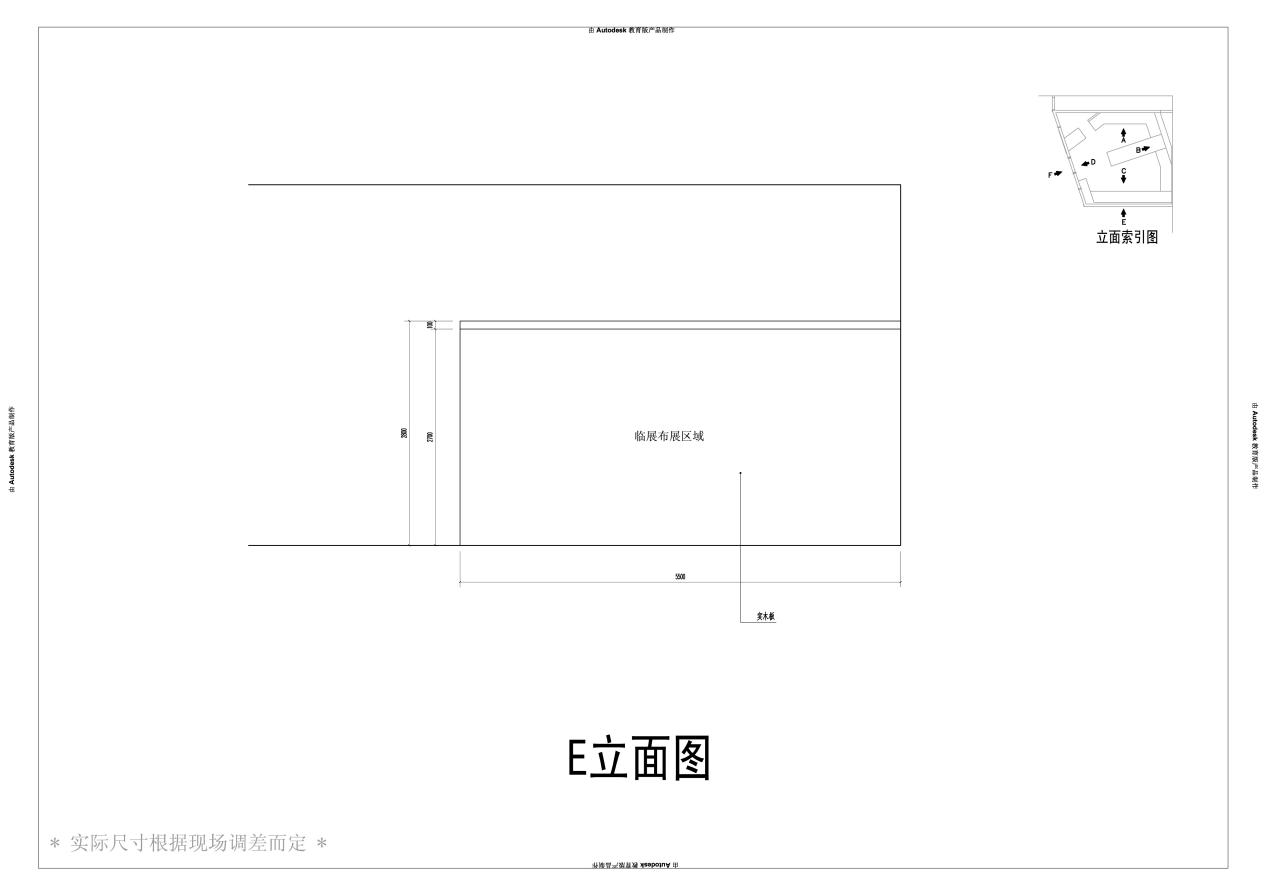 由 Autodesk 教育版产品制作
A
B
D
F
C
E
立面索引图
100
2800
2700
临展布展区域
由 Autodesk 教育版产品制作
由 Autodesk 教育版产品制作
5500
实木板
E立面图
* 实际尺寸根据现场调差而定 *
由 Autodesk 教育版产品制作